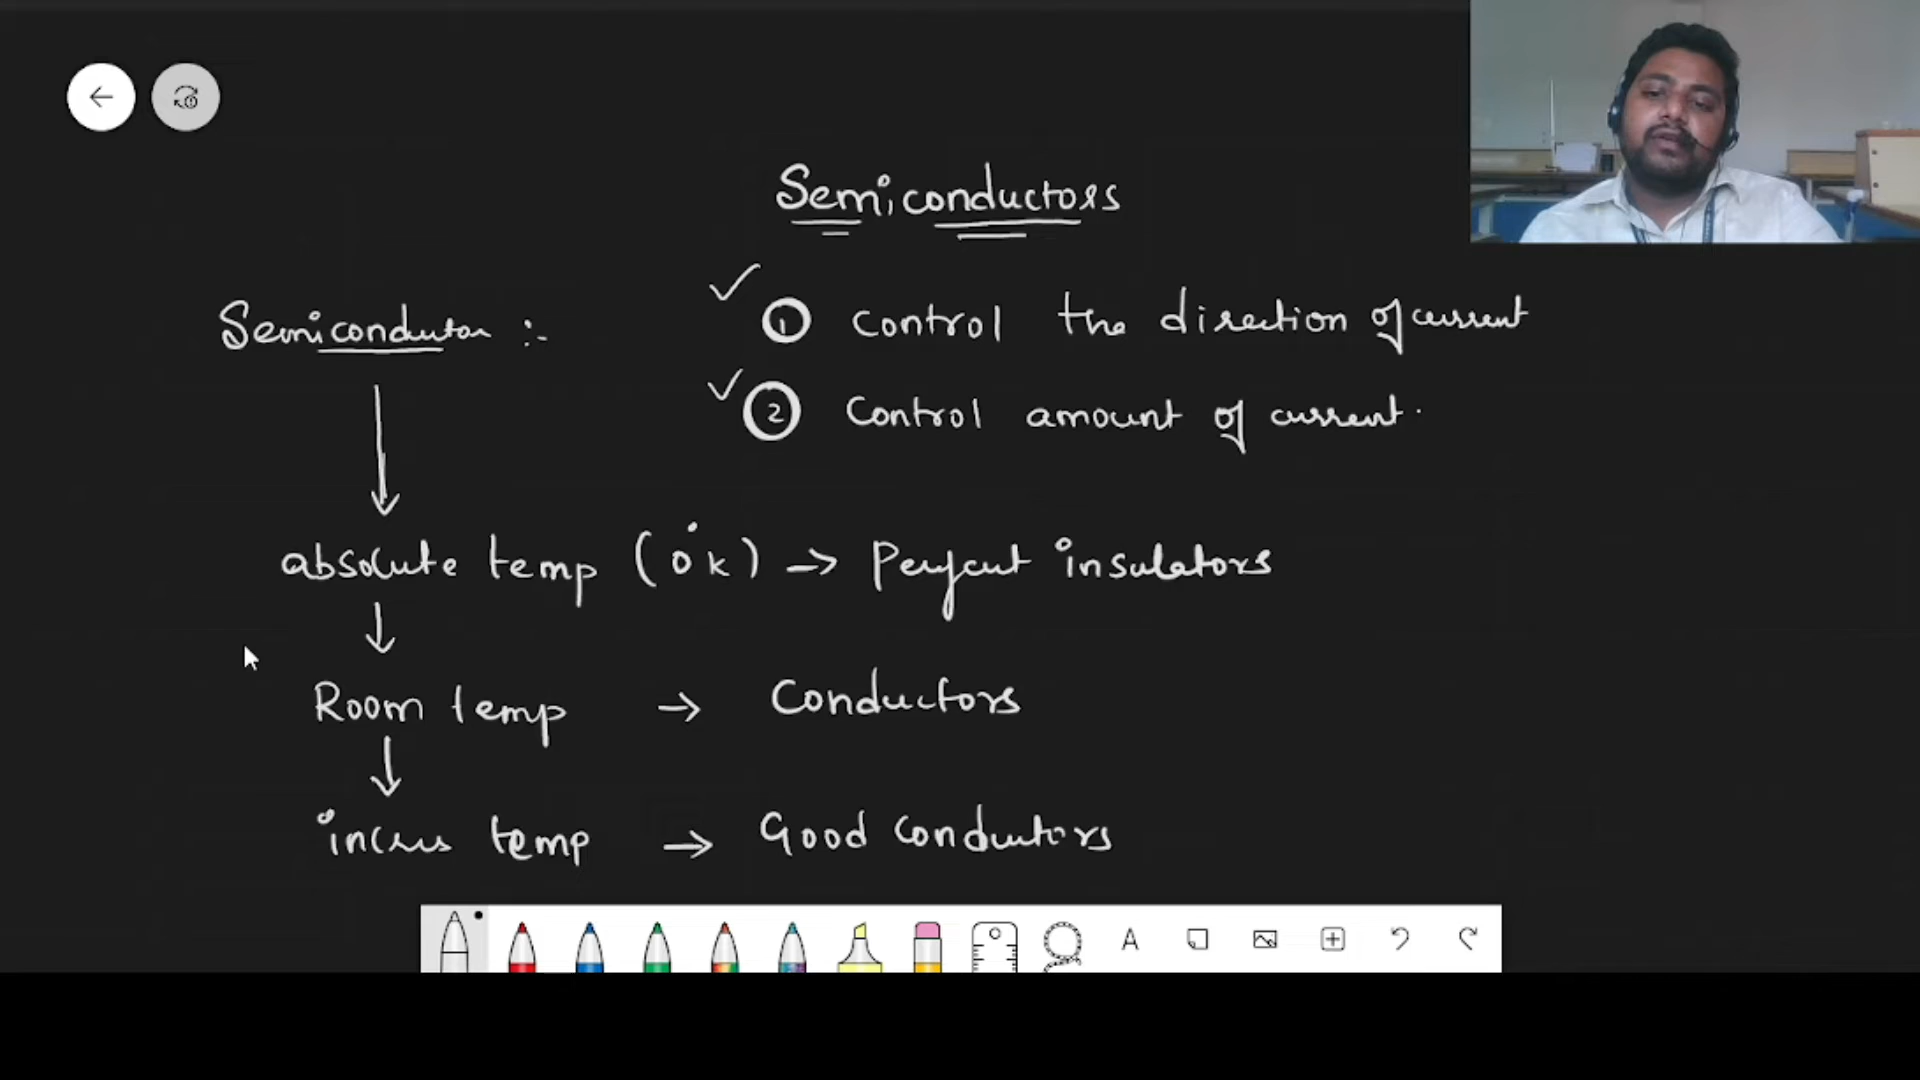 Semiconductors
Semiconductor :-
① Control the direction of current
② Control amount of current.
absolute temp (0°K) -> Perfect insulators
↓
Room temp -> Conductors
↓
temp -> Good Conductors
A